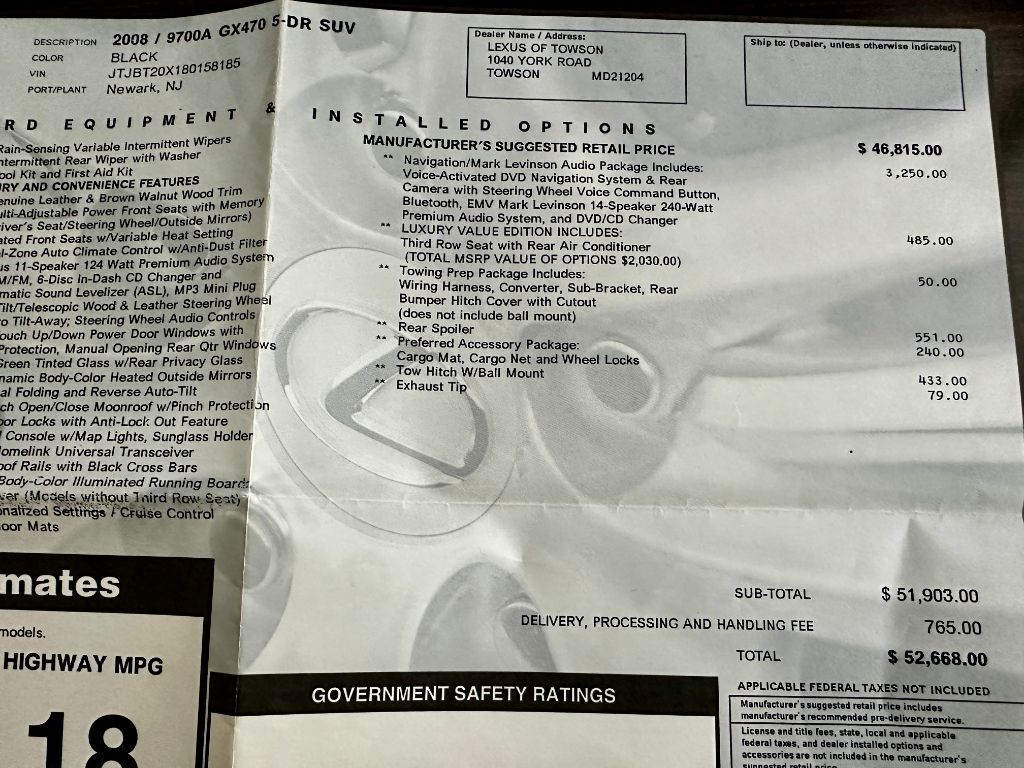 DESCRIPTION 2008 / 9700A GX470 5-DR SUV
COLOR BLACK
VIN JTJBT20X180158185
PORT/PLANT Newark, NJ
Dealer Name / Address:
LEXUS OF TOWSON
1040 YORK ROAD
TOWSON MD21204
Ship to: (Dealer, unless otherwise indicated)
RD EQUIPMENT & INSTALLED OPTIONS
Rain-Sensing Variable Intermittent Wipers
ntermittent Rear Wiper with Washer
ool Kit and First Aid Kit
RY AND CONVENIENCE FEATURES
enuine Leather & Brown Walnut Wood Trim
ulti-Adjustable Power Front Seats with Memory
iver's Seat/Steering Wheel/Outside Mirrors)
ated Front Seats w/Variable Heat Setting
l-Zone Auto Climate Control w/Anti-Dust Filter
us 11-Speaker 124 Watt Premium Audio System
M/FM, 6-Disc In-Dash CD Changer and
matic Sound Levelizer (ASL), MP3 Mini Plug
Tilt/Telescopic Wood & Leather Steering Wheel
o Tilt-Away; Steering Wheel Audio Controls
ouch Up/Down Power Door Windows with
Protection, Manual Opening Rear Qtr Windows
Green Tinted Glass w/Rear Privacy Glass
namic Body-Color Heated Outside Mirrors
al Folding and Reverse Auto-Tilt
ch Open/Close Moonroof w/Pinch Protection
oor Locks with Anti-Lock Out Feature
l Console w/Map Lights, Sunglass Holder
Homelink Universal Transceiver
oof Rails with Black Cross Bars
Body-Color Illuminated Running Boards
ver (Models without Third Row Seat)
onalized Settings / Cruise Control
oor Mats
MANUFACTURER'S SUGGESTED RETAIL PRICE $ 46,815.00
** Navigation/Mark Levinson Audio Package Includes: 3,250.00
Voice-Activated DVD Navigation System & Rear
Camera with Steering Wheel Voice Command Button,
Bluetooth, EMV Mark Levinson 14-Speaker 240-Watt
Premium Audio System, and DVD/CD Changer
** LUXURY VALUE EDITION INCLUDES: 485.00
Third Row Seat with Rear Air Conditioner
(TOTAL MSRP VALUE OF OPTIONS $2,030.00)
** Towing Prep Package Includes: 50.00
Wiring Harness, Converter, Sub-Bracket, Rear
Bumper Hitch Cover with Cutout
(does not include ball mount)
** Rear Spoiler 551.00
** Preferred Accessory Package: 240.00
Cargo Mat, Cargo Net and Wheel Locks
** Tow Hitch W/Ball Mount 433.00
** Exhaust Tip 79.00
SUB-TOTAL $ 51,903.00
DELIVERY, PROCESSING AND HANDLING FEE 765.00
TOTAL $ 52,668.00
APPLICABLE FEDERAL TAXES NOT INCLUDED
Manufacturer's suggested retail price includes
manufacturer's recommended pre-delivery service.
License and title fees, state, local and applicable
federal taxes, and dealer installed options and
accessories are not included in the manufacturer's
suggested retail price.
mates
models.
HIGHWAY MPG
18
GOVERNMENT SAFETY RATINGS